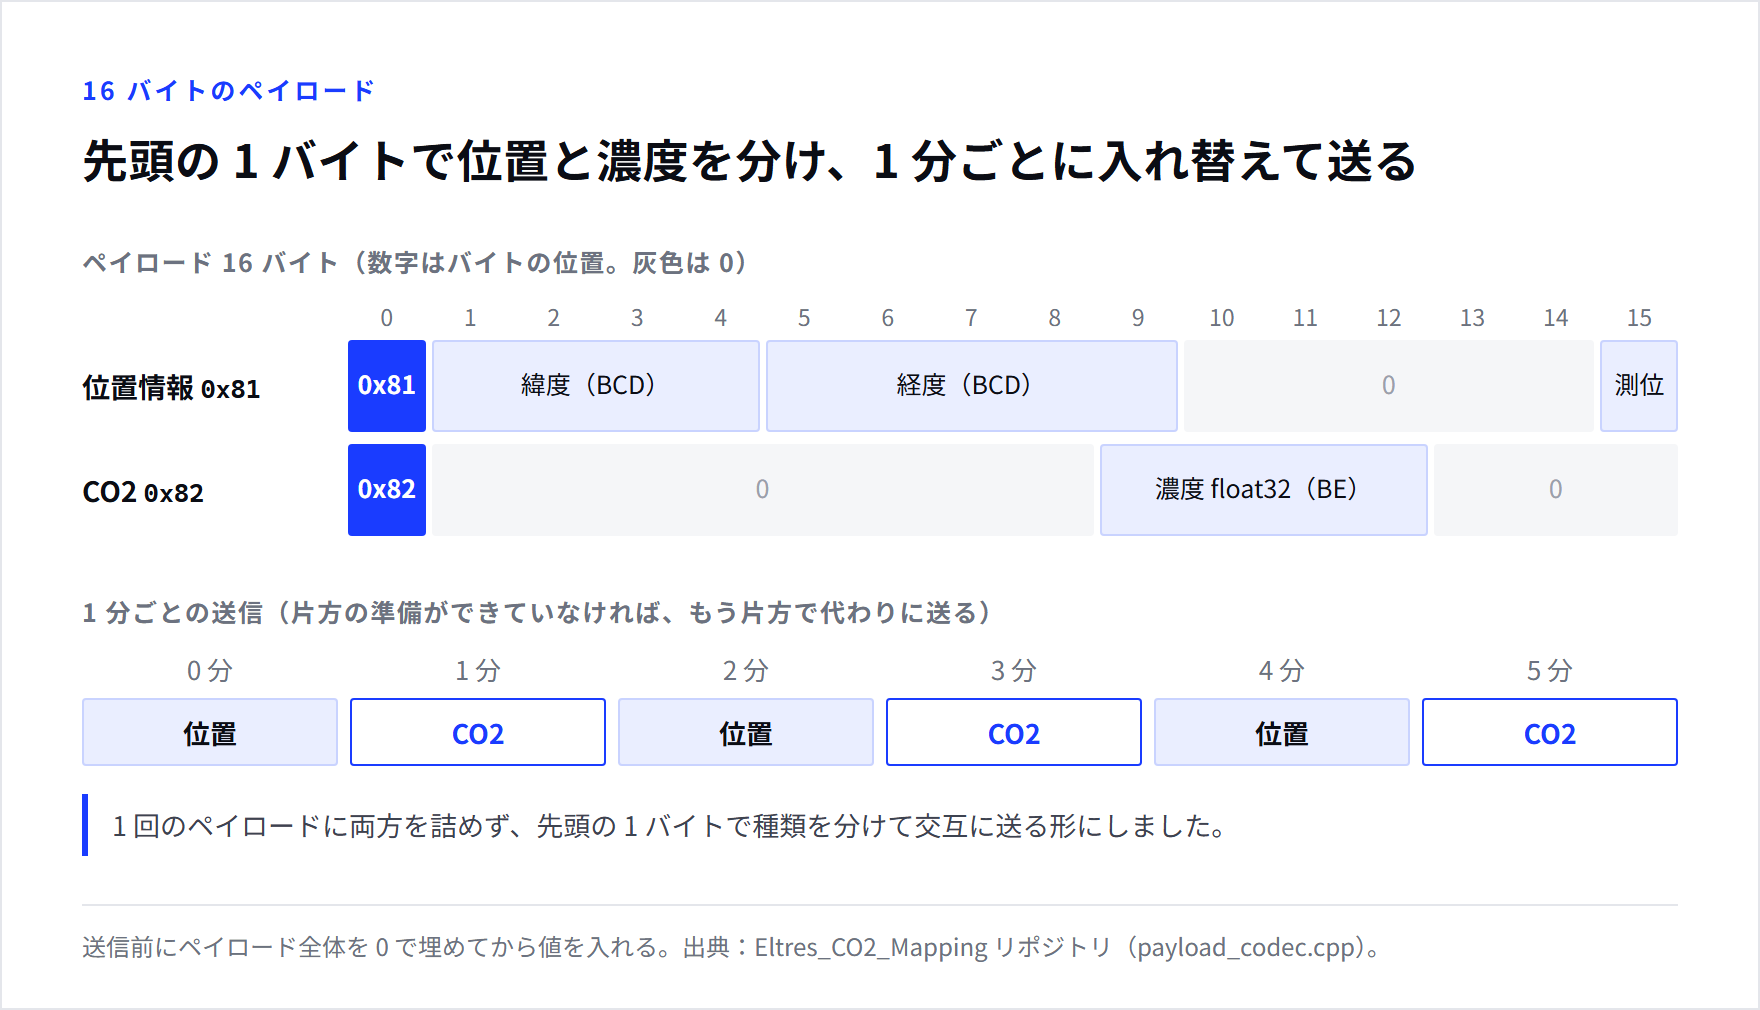 16 バイトのペイロード
先頭の 1 バイトで位置と濃度を分け、1 分ごとに入れ替えて送る
ペイロード 16 バイト（数字はバイトの位置。灰色は 0）
0 1 2 3 4 5 6 7 8 9 10 11 12 13 14 15
位置情報 0x81 0x81 緯度（BCD） 経度（BCD） 0 測位
CO2 0x82 0x82 0 濃度 float32（BE） 0
1 分ごとの送信（片方の準備ができていなければ、もう片方で代わりに送る）
0 分 1 分 2 分 3 分 4 分 5 分
位置 CO2 位置 CO2 位置 CO2
1 回のペイロードに両方を詰めず、先頭の 1 バイトで種類を分けて交互に送る形にしました。
送信前にペイロード全体を 0 で埋めてから値を入れる。出典：Eltres_CO2_Mapping リポジトリ（payload_codec.cpp）。